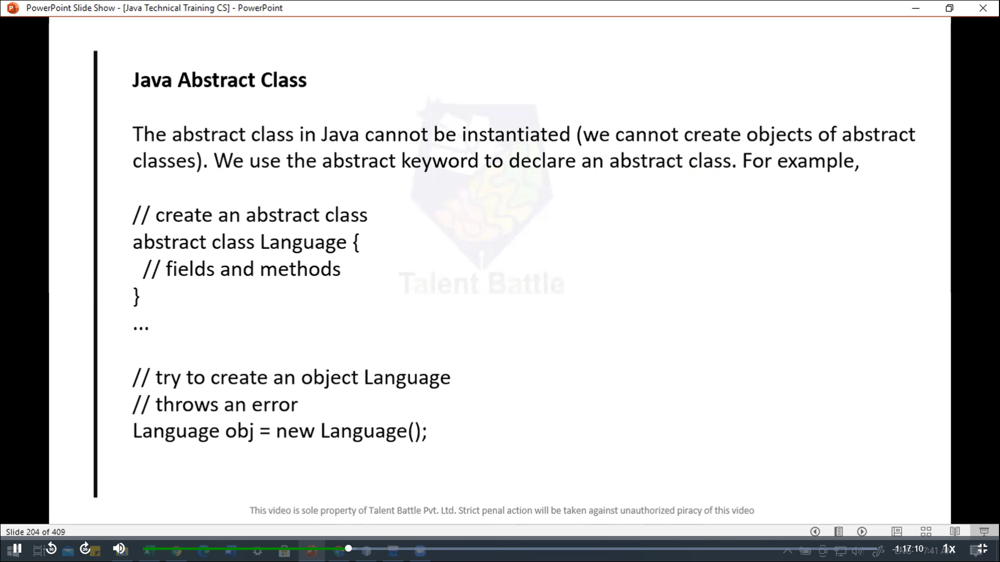 PowerPoint Slide Show - [Java Technical Training CS] - PowerPoint
Java Abstract Class
The abstract class in Java cannot be instantiated (we cannot create objects of abstract
classes). We use the abstract keyword to declare an abstract class. For example,
// create an abstract class
abstract class Language {
// fields and methods
}
...
Talent Battle
// try to create an object Language
// throws an error
Language obj = new Language();
This video is sole property of Talent Battle Pvt. Ltd. Strict penal action will be taken against unauthorized piracy of this video
Slide 204 of 409
10
30
-1:17:10
7:41
1x